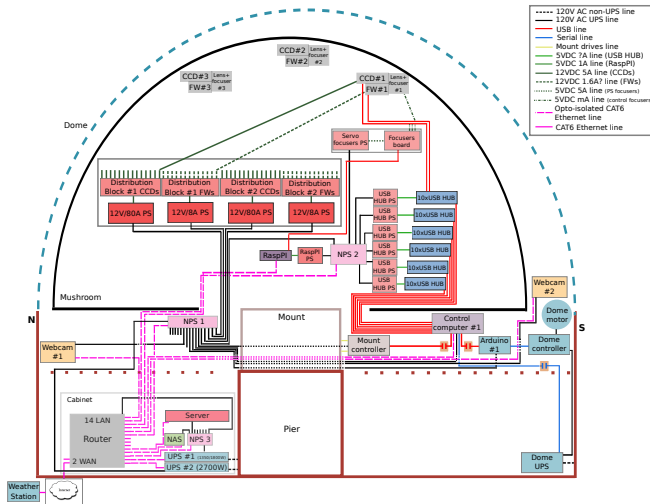 120V AC non-UPS line
120V AC UPS line
USB line
Serial line
Mount drives line
5VDC ?A line (USB HUB)
5VDC 1A line (RaspPI)
12VDC 5A line (CCDs)
12VDC 1.6A? line (FWs)
5VDC 5A line (PS focusers)
5VDC mA line (control focusers)
Opto-isolated CAT6
Ethernet line
CAT6 Ethernet line
CCD#2
FW#2
Lens+
focuser
#2
CCD#3
FW#3
Lens+
focuser
#3
CCD#1
FW#1
Lens+
focuser
#1
Dome
Servo
focusers PS
Focusers
board
Distribution
Block #1 CCDs
Distribution
Block #1 FWs
Distribution
Block #2 CCDs
Distribution
Block #2 FWs
12V/80A PS
12V/8A PS
12V/80A PS
12V/8A PS
USB
HUB PS
10xUSB HUB
USB
HUB PS
10xUSB HUB
USB
HUB PS
10xUSB HUB
USB
HUB PS
10xUSB HUB
USB
HUB PS
10xUSB HUB
RaspPI
RaspPI
PS
NPS 2
Mushroom
Webcam
#2
Dome
motor
N
S
NPS 1
Mount
Control
computer #1
Webcam
#1
Mount
controller
Arduino
#1
Dome
controller
Cabinet
14 LAN
Router
2 WAN
Server
NAS
NPS 3
UPS #1
UPS #2 (2700W)
Pier
Dome
UPS
Weather
Station